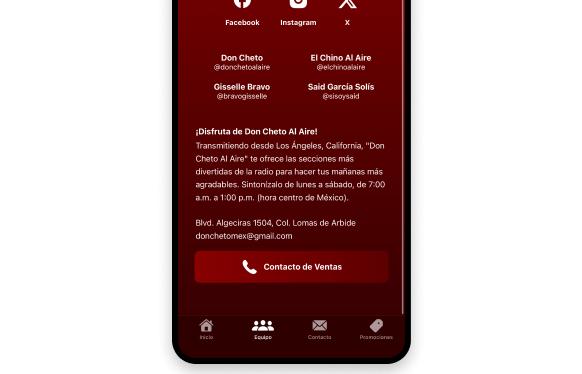 Facebook Instagram X
Don Cheto El Chino Al Aire
@donchetoalaire @elchinoalaire
Gisselle Bravo Said García Solís
@bravogisselle @sisoysaid
¡Disfruta de Don Cheto Al Aire!
Transmitiendo desde Los Ángeles, California, "Don
Cheto Al Aire" te ofrece las secciones más
divertidas de la radio para hacer tus mañanas más
agradables. Sintonízalo de lunes a sábado, de 7:00
a.m. a 1:00 p.m. (hora centro de México).
Blvd. Algeciras 1504, Col. Lomas de Arbide
donchetomex@gmail.com
Contacto de Ventas
Inicio Equipo Contacto Promociones